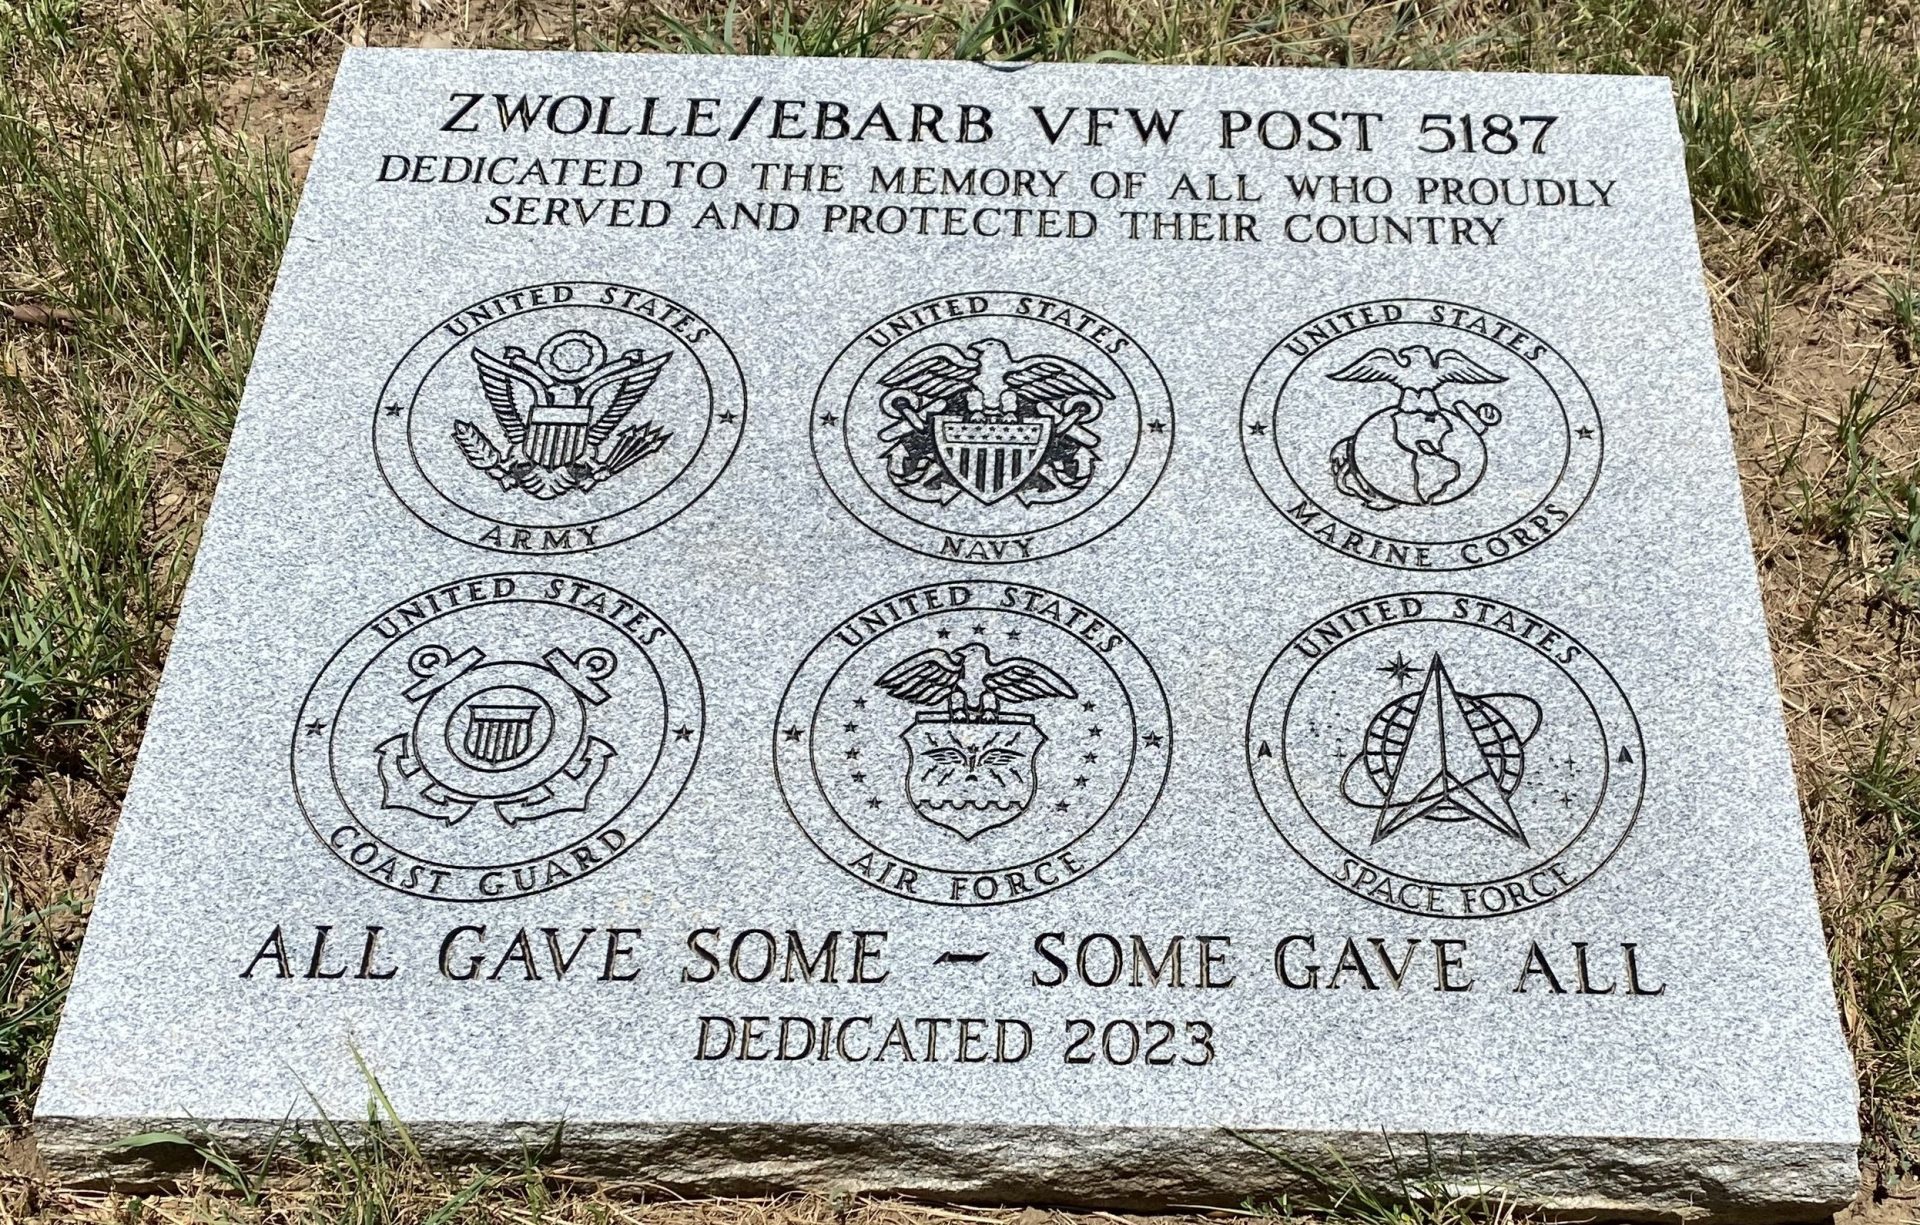 ZWOLLE/EBARB VFW POST 5187
DEDICATED TO THE MEMORY OF ALL WHO PROUDLY
SERVED AND PROTECTED THEIR COUNTRY
UNITED STATES
ARMY
UNITED STATES
NAVY
UNITED STATES
MARINE CORPS
UNITED STATES
COAST GUARD
UNITED STATES
AIR FORCE
UNITED STATES
SPACE FORCE
ALL GAVE SOME – SOME GAVE ALL
DEDICATED 2023